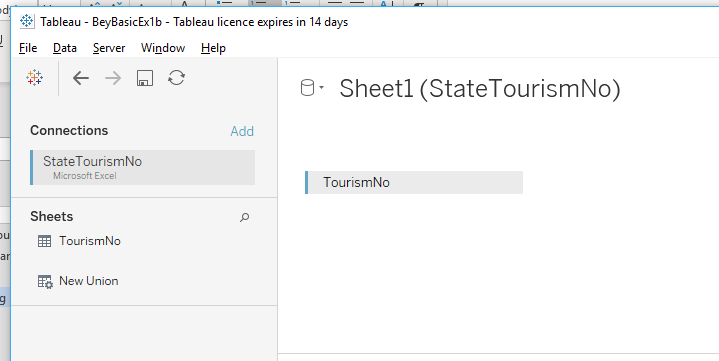 Tableau - BeyBasicEx1b - Tableau licence expires in 14 days
File Data Server Window Help
Sheet1 (StateTourismNo)
Connections Add
StateTourismNo
Microsoft Excel
TourismNo
Sheets
TourismNo
New Union